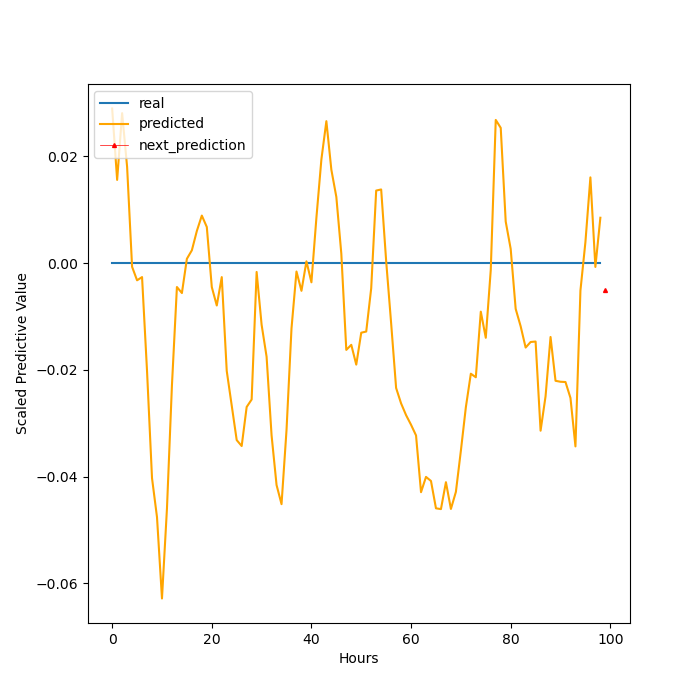 real
predicted
next_prediction
0.02
0.00
−0.02
−0.04
−0.06
Scaled Predictive Value
0 20 40 60 80 100
Hours